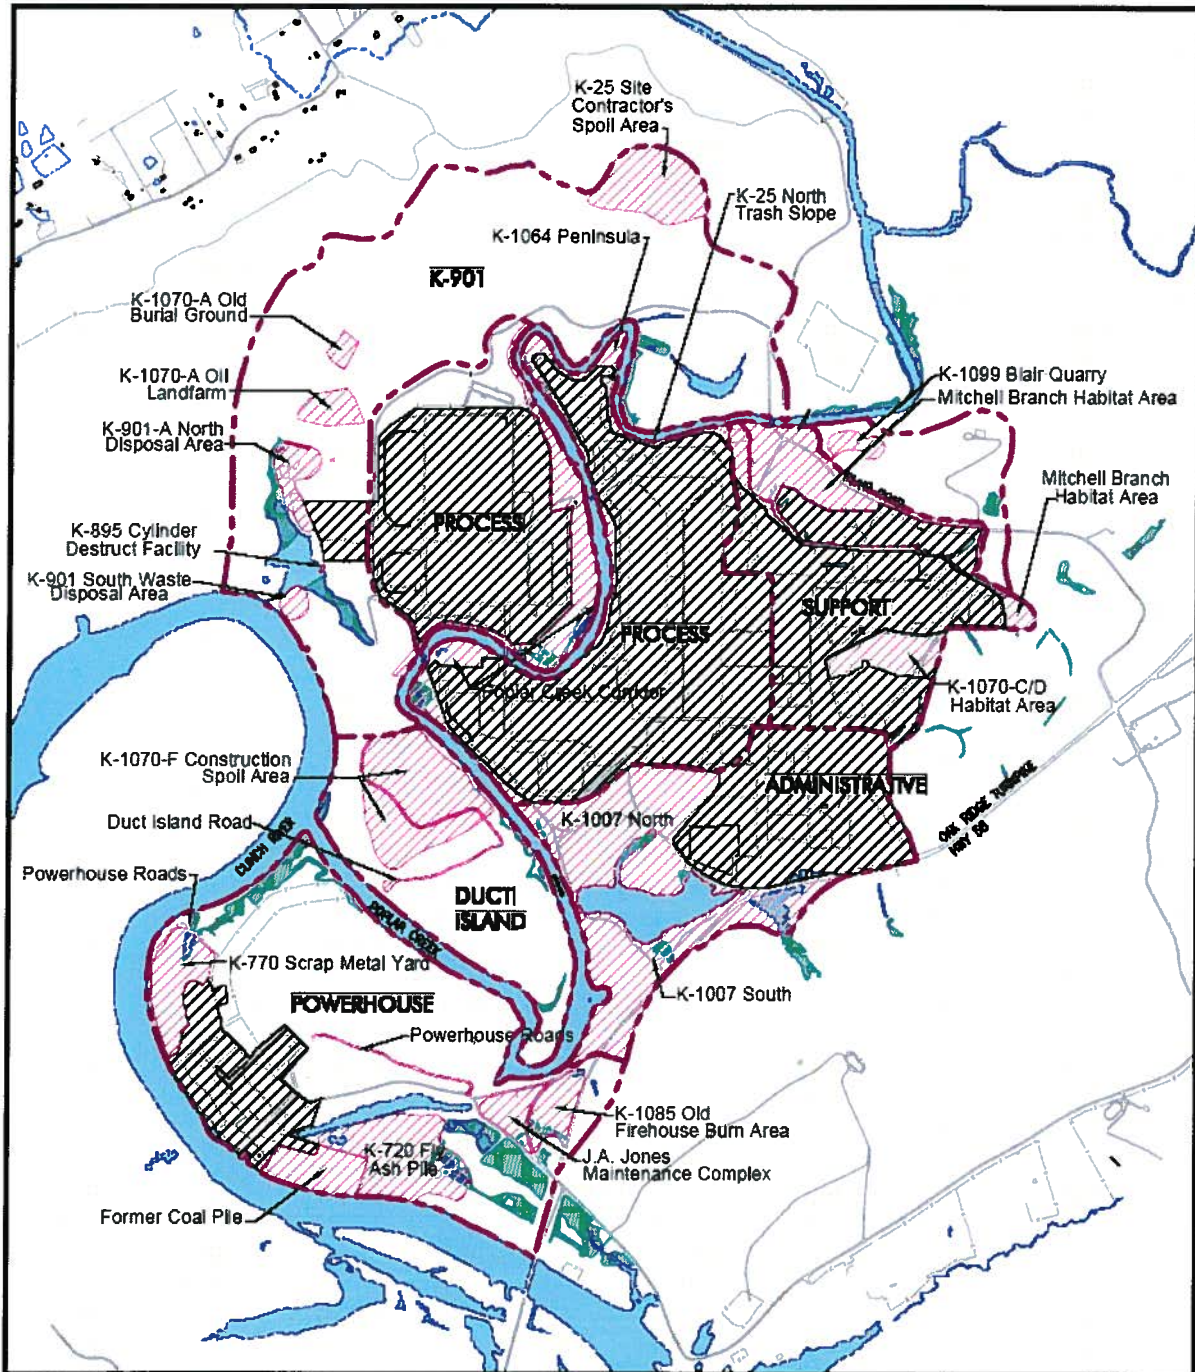 K-25 Site
Contractor's
Spoil Area
K-25 North
Trash Slope
K-1064 Peninsula
K-901
K-1070-A Old
Burial Ground
K-1070-A Oil
Landfarm
K-1099 Blair Quarry
Mitchell Branch Habitat Area
K-901-A North
Disposal Area
Mitchell Branch
Habitat Area
PROCESS
K-895 Cylinder
Destruct Facility
K-901 South Waste
Disposal Area
SUPPORT
PROCESS
Poplar Creek Corridor
K-1070-C/D
Habitat Area
K-1070-F Construction
Spoil Area
ADMINISTRATIVE
OAK RIDGE TURNPIKE
HWY 58
Duct Island Road
K-1007 North
CLINCH RIVER
Powerhouse Roads
DUCT
ISLAND
POPLAR CREEK
K-770 Scrap Metal Yard
K-1007 South
POWERHOUSE
Powerhouse Roads
K-1085 Old
Firehouse Burn Area
K-720 Fly
Ash Pile
J.A. Jones
Maintenance Complex
Former Coal Pile